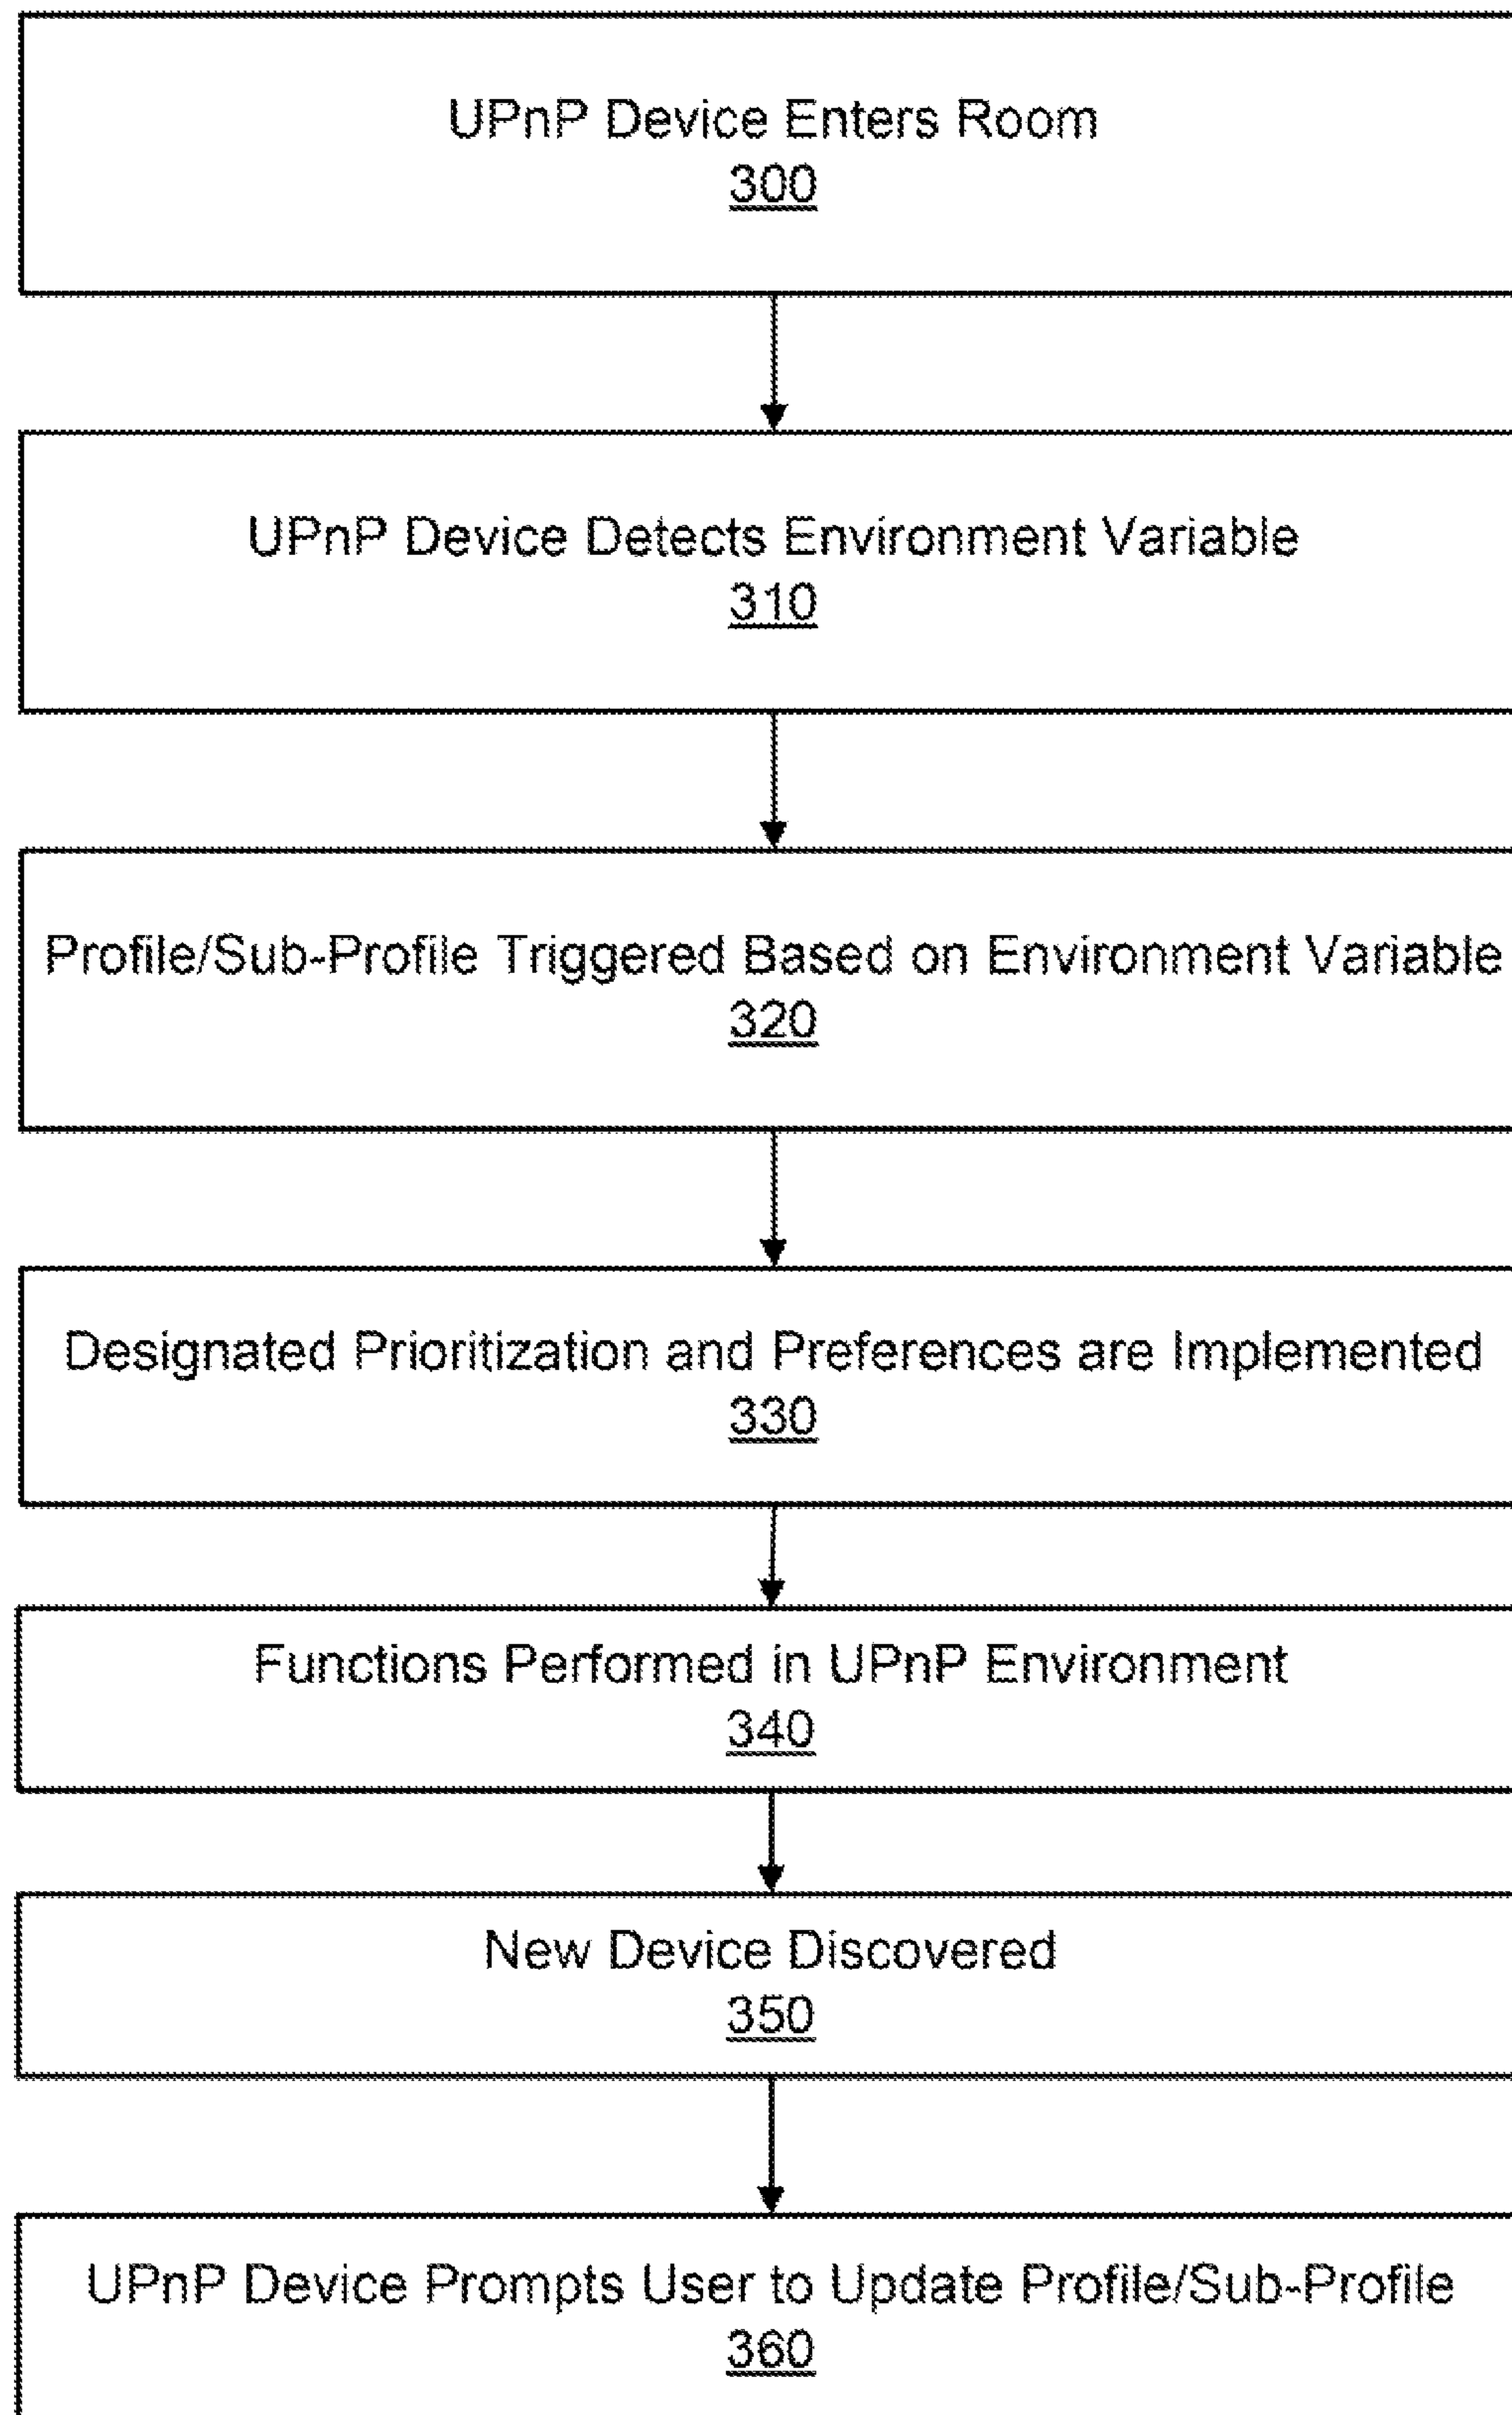 UPnP Device Enters Room
300
UPnP Device Detects Environment Variable
310
Profile/Sub-Profile Triggered Based on Environment Variable
320
Designated Prioritization and Preferences are Implemented
330
Functions Performed in UPnP Environment
340
New Device Discovered
350
UPnP Device Prompts User to Update Profile/Sub-Profile
360